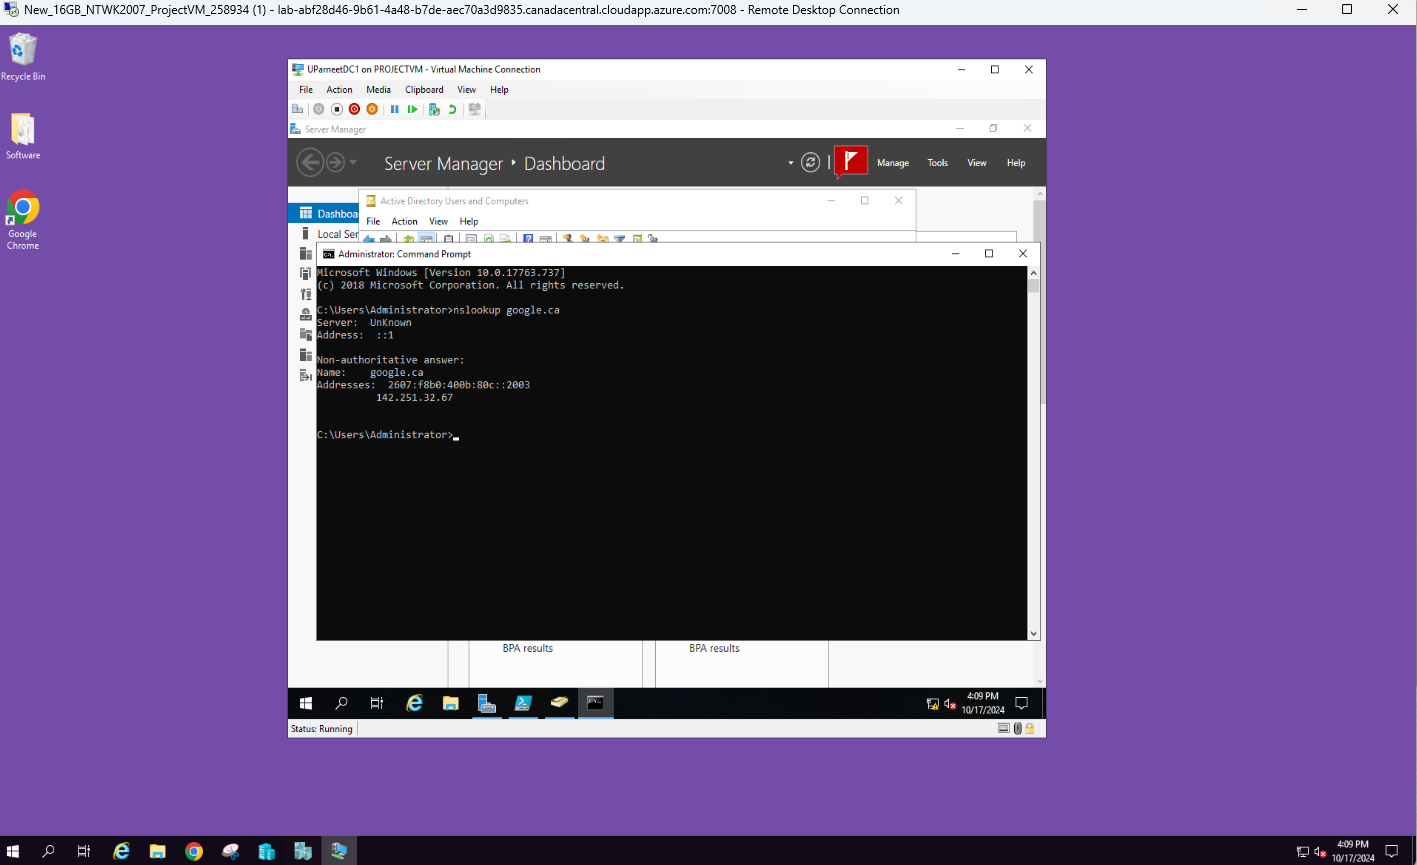 New_16GB_NTWK2007_ProjectVM_258934 (1) - lab-abf28d46-9b61-4a48-b7de-aec70a3d9835.canadacentral.cloudapp.azure.com:7008 - Remote Desktop Connection
Recycle Bin
Software
Google
Chrome
UParneetDC1 on PROJECTVM - Virtual Machine Connection
File Action Media Clipboard View Help
Server Manager
Server Manager • Dashboard
Manage Tools View Help
Active Directory Users and Computers
Dashboa
File Action View Help
Local Ser
Administrator: Command Prompt
Microsoft Windows [Version 10.0.17763.737]
(c) 2018 Microsoft Corporation. All rights reserved.
C:\Users\Administrator>nslookup google.ca
Server: UnKnown
Address: ::1
Non-authoritative answer:
Name: google.ca
Addresses: 2607:f8b0:400b:80c::2003
142.251.32.67
C:\Users\Administrator>
BPA results
BPA results
4:09 PM
10/17/2024
Status: Running
4:09 PM
10/17/2024